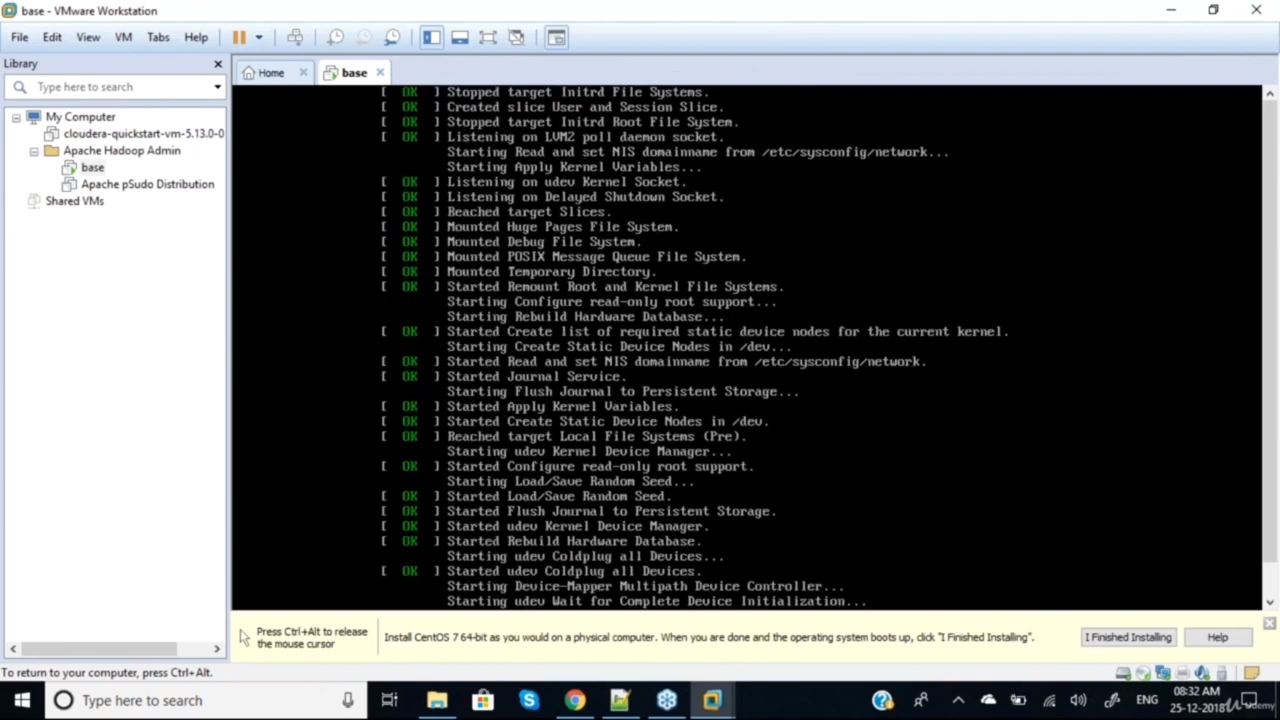 base - VMware Workstation
File Edit View VM Tabs Help
Library
Type here to search
My Computer
cloudera-quickstart-vm-5.13.0-0
Apache Hadoop Admin
base
Apache pSudo Distribution
Shared VMs
Home
base
[ OK ] Stopped target Initrd File Systems.
[ OK ] Created slice User and Session Slice.
[ OK ] Stopped target Initrd Root File System.
[ OK ] Listening on LVM2 poll daemon socket.
Starting Read and set NIS domainname from /etc/sysconfig/network...
Starting Apply Kernel Variables...
[ OK ] Listening on udev Kernel Socket.
[ OK ] Listening on Delayed Shutdown Socket.
[ OK ] Reached target Slices.
[ OK ] Mounted Huge Pages File System.
[ OK ] Mounted Debug File System.
[ OK ] Mounted POSIX Message Queue File System.
[ OK ] Mounted Temporary Directory.
[ OK ] Started Remount Root and Kernel File Systems.
Starting Configure read-only root support...
Starting Rebuild Hardware Database...
[ OK ] Started Create list of required static device nodes for the current kernel.
Starting Create Static Device Nodes in /dev...
[ OK ] Started Read and set NIS domainname from /etc/sysconfig/network.
[ OK ] Started Journal Service.
Starting Flush Journal to Persistent Storage...
[ OK ] Started Apply Kernel Variables.
[ OK ] Started Create Static Device Nodes in /dev.
[ OK ] Reached target Local File Systems (Pre).
Starting udev Kernel Device Manager...
[ OK ] Started Configure read-only root support.
Starting Load/Save Random Seed...
[ OK ] Started Load/Save Random Seed.
[ OK ] Started Flush Journal to Persistent Storage.
[ OK ] Started udev Kernel Device Manager.
[ OK ] Started Rebuild Hardware Database.
Starting udev Coldplug all Devices...
[ OK ] Started udev Coldplug all Devices.
Starting Device-Mapper Multipath Device Controller...
Starting udev Wait for Complete Device Initialization...
Press Ctrl+Alt to release
the mouse cursor
Install CentOS 7 64-bit as you would on a physical computer. When you are done and the operating system boots up, click "I Finished Installing".
I Finished Installing
Help
To return to your computer, press Ctrl+Alt.
Type here to search
ENG
08:32 AM
25-12-2018
Udemy